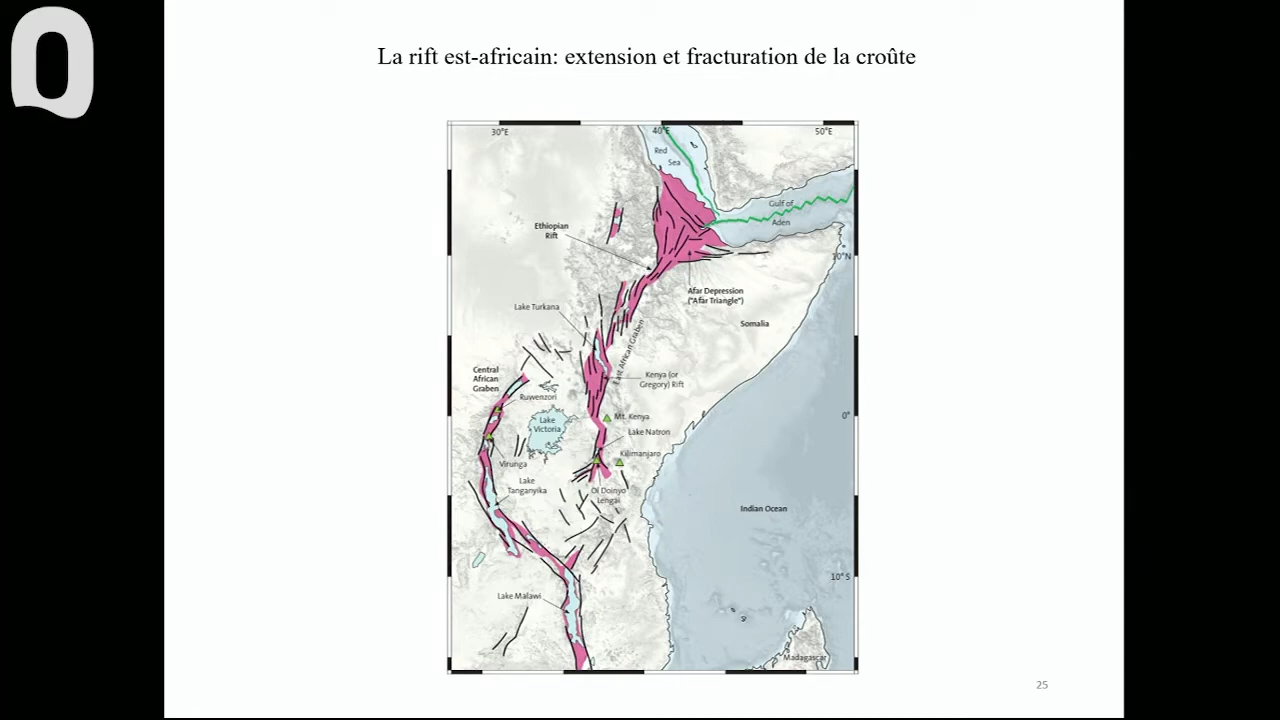 La rift est-africain: extension et fracturation de la croûte
30°E
40°E
50°E
Red
Sea
Gulf of
Aden
Ethiopian
Rift
10°N
Afar Depression
("Afar Triangle")
Lake Turkana
Somalia
East African Graben
Central
African
Graben
Kenya (or
Gregory) Rift
Ruwenzori
Mt. Kenya
0°
Lake
Victoria
Lake Natron
Kilimanjaro
Virunga
Lake
Tanganyika
Ol Doinyo
Lengai
Indian Ocean
10° S
Lake Malawi
Madagascar
25